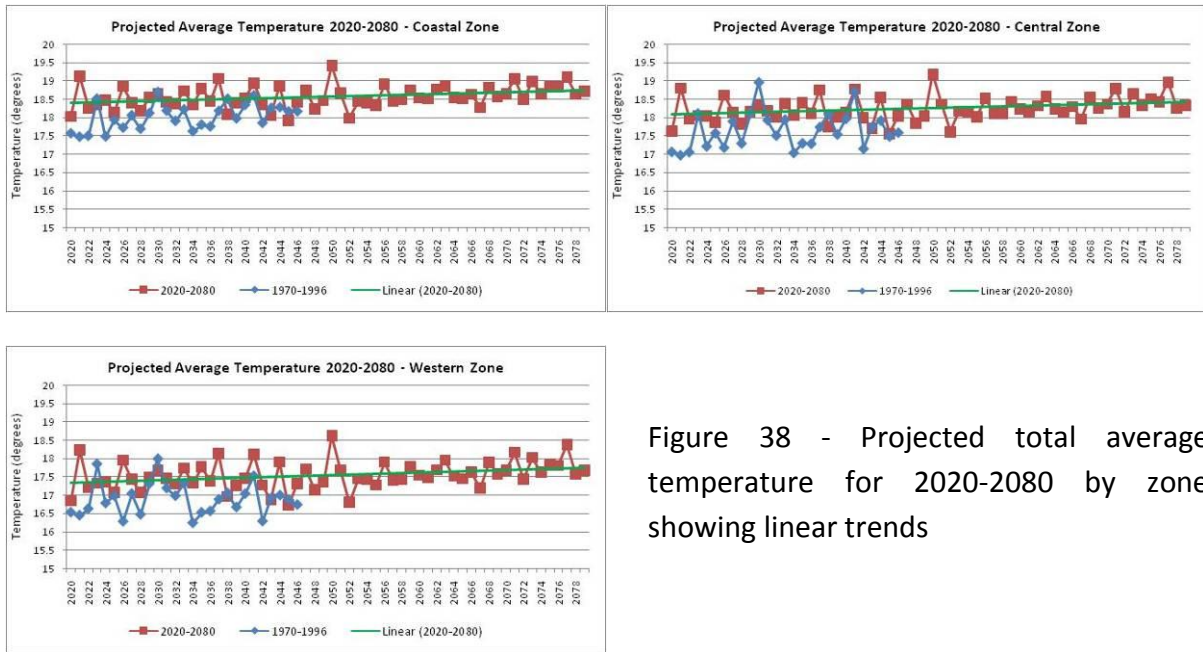 Projected Average Temperature 2020-2080 - Coastal Zone
Temperature (degrees)
20
19.5
19
18.5
18
17.5
17
16.5
16
15.5
15
2020 2022 2024 2026 2028 2030 2032 2034 2036 2038 2040 2042 2044 2046 2048 2050 2052 2054 2056 2058 2060 2062 2064 2066 2068 2070 2072 2074 2076 2078
2020-2080 1970-1996 Linear (2020-2080)
Projected Average Temperature 2020-2080 - Central Zone
Temperature (degrees)
20
19.5
19
18.5
18
17.5
17
16.5
16
15.5
15
2020 2022 2024 2026 2028 2030 2032 2034 2036 2038 2040 2042 2044 2046 2048 2050 2052 2054 2056 2058 2060 2062 2064 2066 2068 2070 2072 2074 2076 2078
2020-2080 1970-1996 Linear (2020-2080)
Projected Average Temperature 2020-2080 - Western Zone
Temperature (degrees)
20
19.5
19
18.5
18
17.5
17
16.5
16
15.5
15
2020 2022 2024 2026 2028 2030 2032 2034 2036 2038 2040 2042 2044 2046 2048 2050 2052 2054 2056 2058 2060 2062 2064 2066 2068 2070 2072 2074 2076 2078
2020-2080 1970-1996 Linear (2020-2080)
Figure 38 - Projected total average
temperature for 2020-2080 by zone
showing linear trends